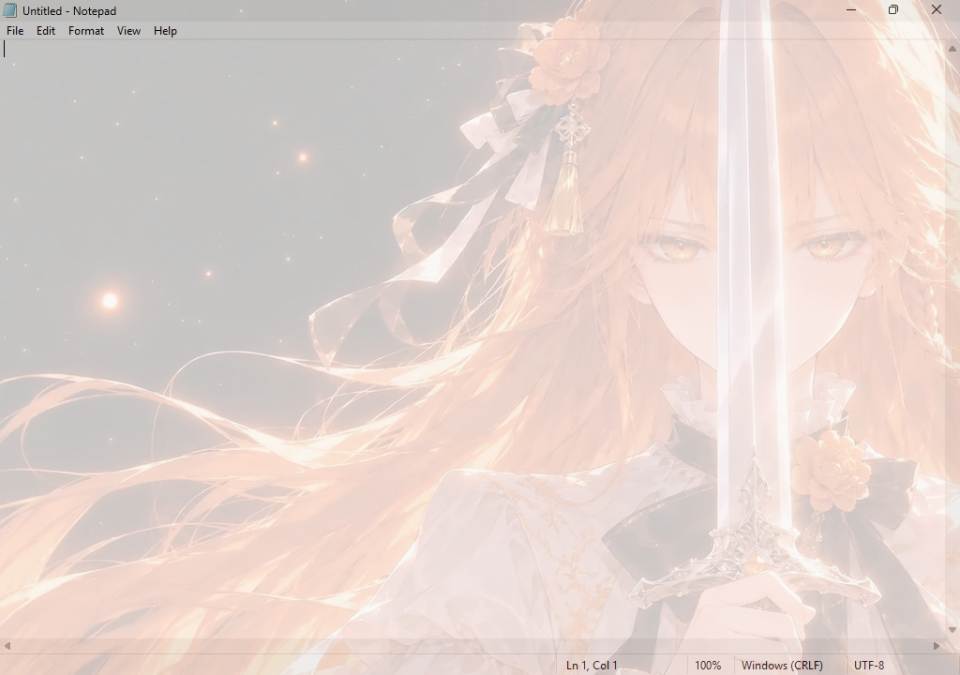 Untitled - Notepad
File Edit Format View Help
Ln 1, Col 1 100% Windows (CRLF) UTF-8